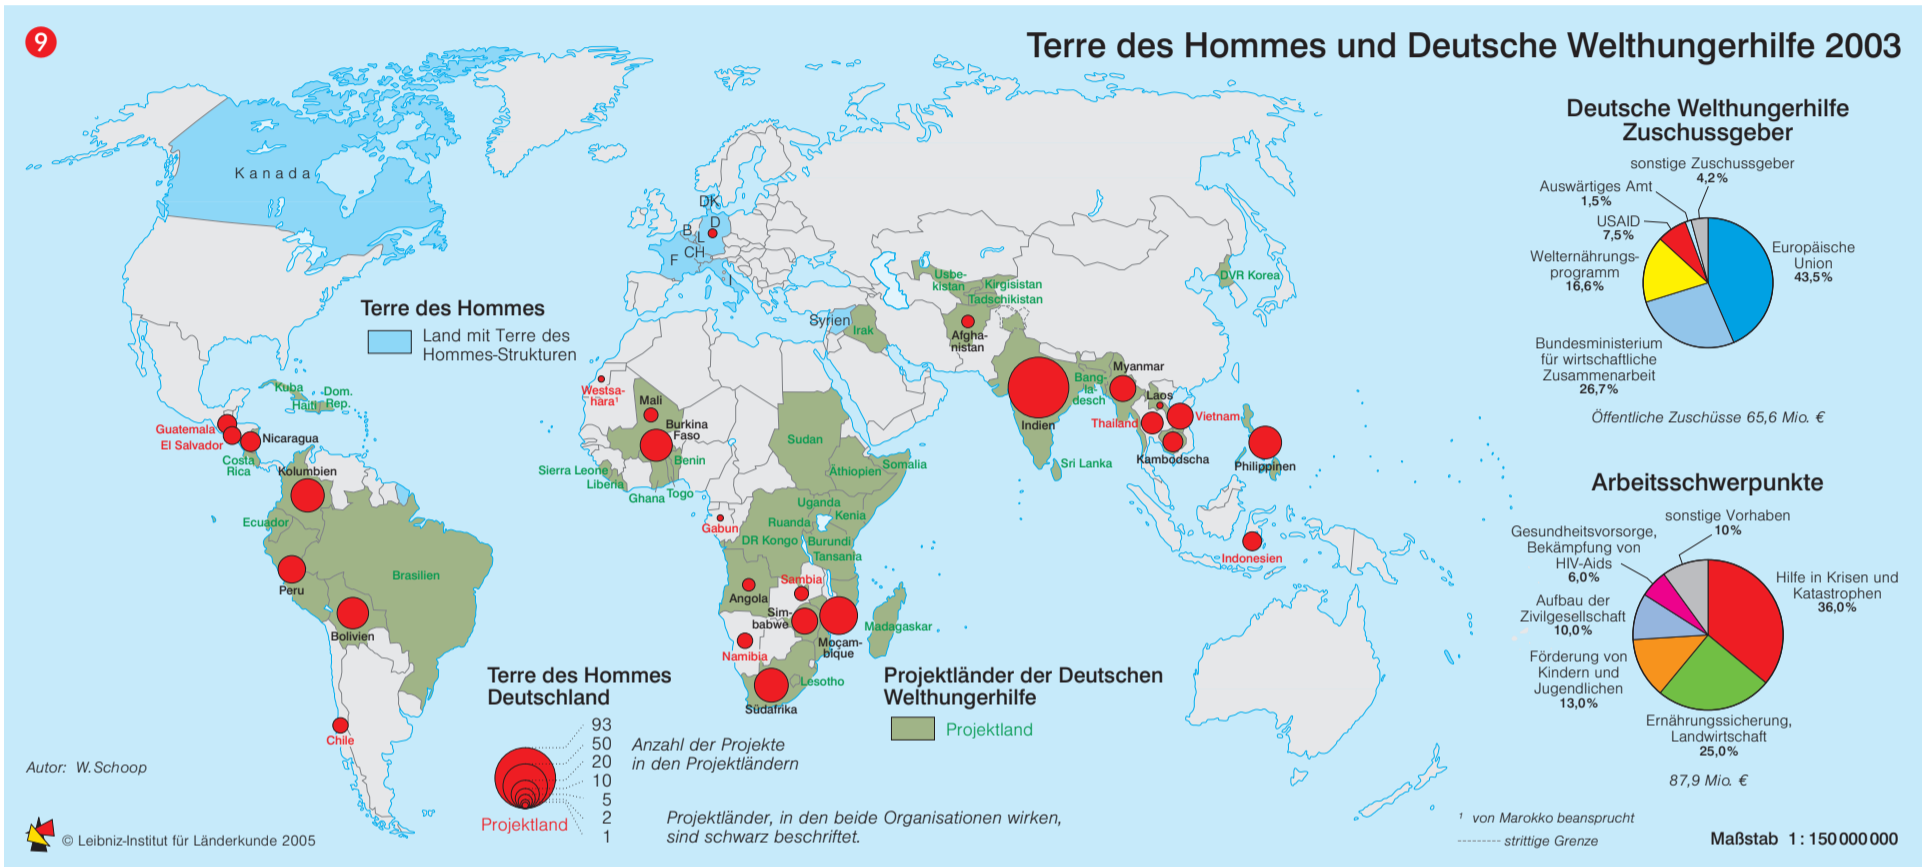 9
Terre des Hommes und Deutsche Welthungerhilfe 2003
Deutsche Welthungerhilfe
Zuschussgeber
sonstige Zuschussgeber
4,2%
Auswärtiges Amt
1,5%
USAID
7,5%
Welternährungs-
programm
16,6%
Europäische
Union
43,5%
Bundesministerium
für wirtschaftliche
Zusammenarbeit
26,7%
Öffentliche Zuschüsse 65,6 Mio. €
Arbeitsschwerpunkte
sonstige Vorhaben
10%
Gesundheitsvorsorge,
Bekämpfung von
HIV-Aids
6,0%
Hilfe in Krisen und
Katastrophen
36,0%
Aufbau der
Zivilgesellschaft
10,0%
Förderung von
Kindern und
Jugendlichen
13,0%
Ernährungssicherung,
Landwirtschaft
25,0%
87,9 Mio. €
Kanada
DK
D
B
L
CH
F
I
Terre des Hommes
Land mit Terre des
Hommes-Strukturen
Syrien
Irak
Usbe-
kistan
Kirgisistan
Tadschikistan
Afgha-
nistan
DVR Korea
Kuba
Haiti
Dom.
Rep.
Guatemala
El Salvador
Nicaragua
Costa
Rica
Kolumbien
Ecuador
Peru
Brasilien
Bolivien
Chile
Westsa-
hara¹
Mali
Burkina
Faso
Benin
Sierra Leone
Liberia
Ghana
Togo
Sudan
Äthiopien
Somalia
Uganda
Kenia
Ruanda
Gabun
DR Kongo
Burundi
Tansania
Sambia
Angola
Sim-
babwe
Moçam-
bique
Madagaskar
Namibia
Lesotho
Südafrika
Indien
Bang-
la-
desch
Myanmar
Laos
Thailand
Vietnam
Kambodscha
Philippinen
Sri Lanka
Indonesien
Terre des Hommes
Deutschland
93
50
20
10
5
2
1
Anzahl der Projekte
in den Projektländern
Projektland
Projektländer der Deutschen
Welthungerhilfe
Projektland
Projektländer, in den beide Organisationen wirken,
sind schwarz beschriftet.
Autor: W.Schoop
© Leibniz-Institut für Länderkunde 2005
¹ von Marokko beansprucht
strittige Grenze
Maßstab 1 : 150 000 000